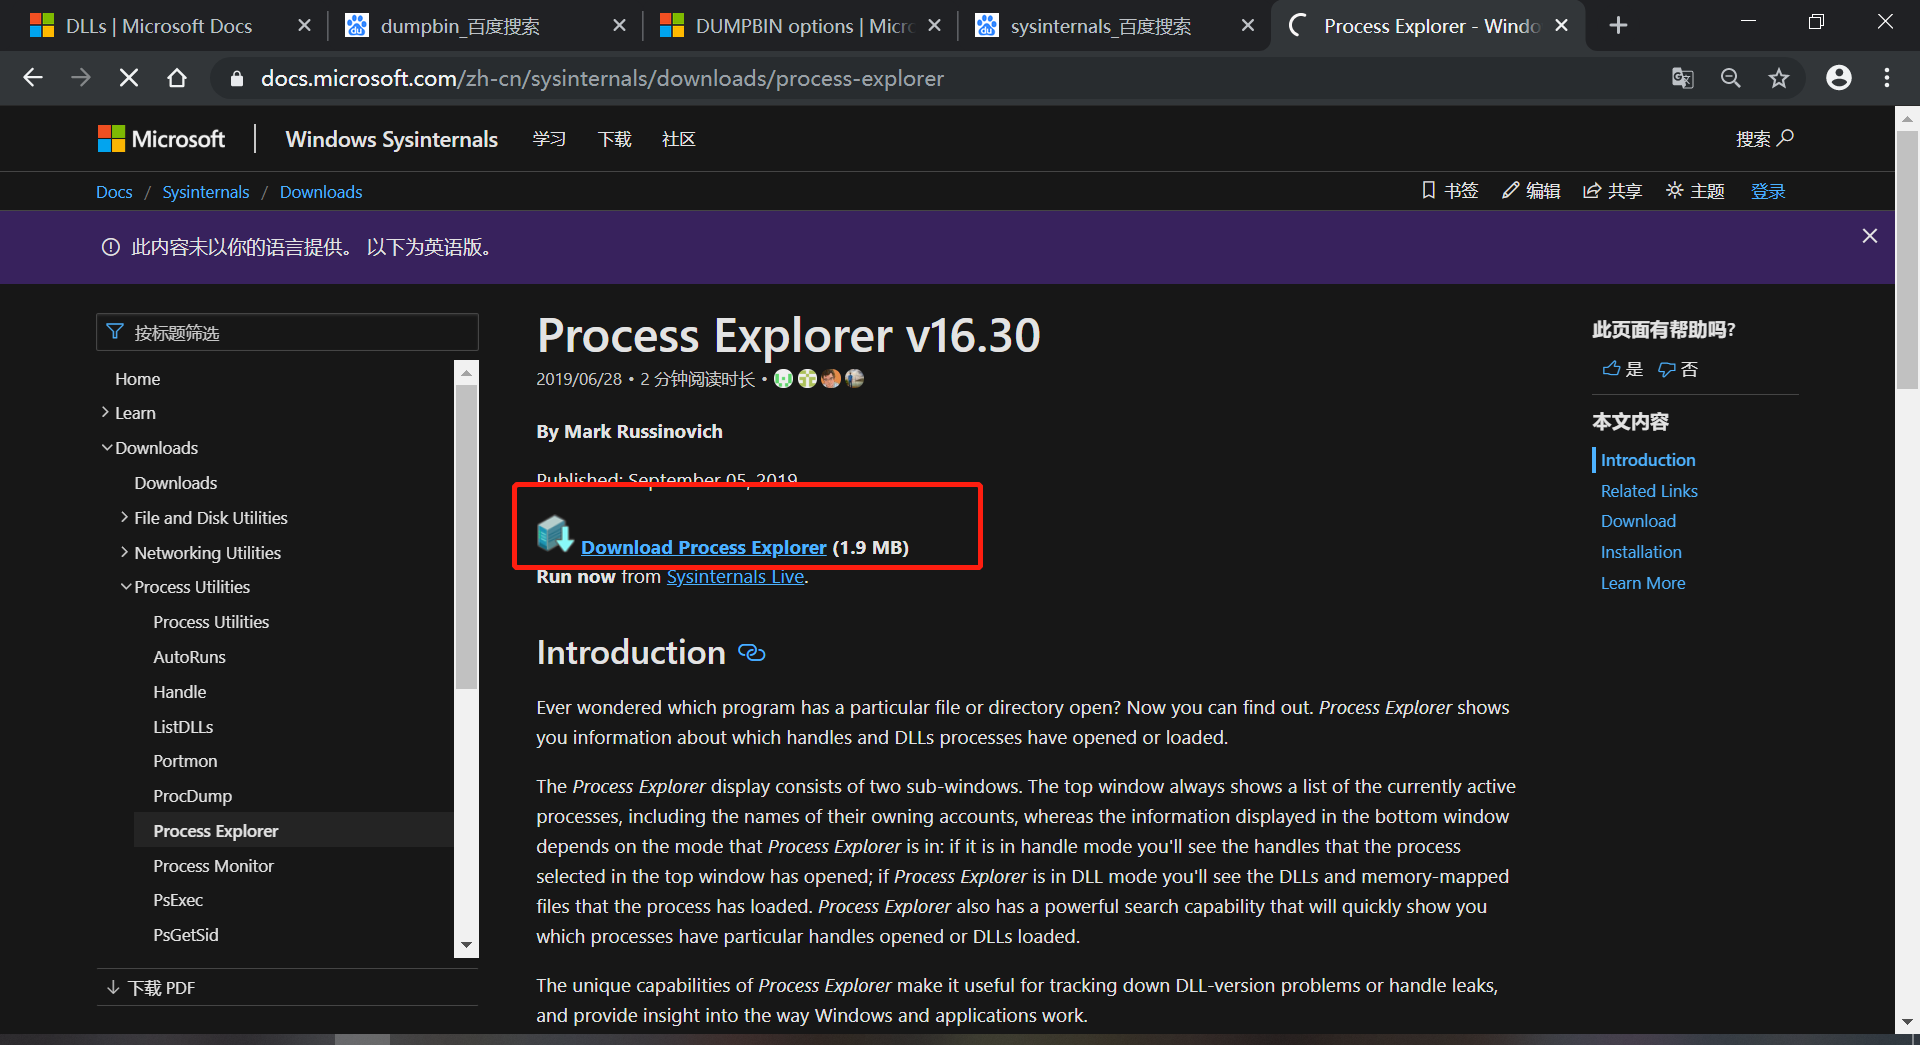 DLLs | Microsoft Docs
dumpbin_百度搜索
DUMPBIN options | Micr
sysinternals_百度搜索
Process Explorer - Windo
docs.microsoft.com/zh-cn/sysinternals/downloads/process-explorer
Microsoft
Windows Sysinternals
学习
下载
社区
搜索
Docs / Sysinternals / Downloads
书签
编辑
共享
主题
登录
此内容未以你的语言提供。 以下为英语版。
按标题筛选
Home
Learn
Downloads
Downloads
File and Disk Utilities
Networking Utilities
Process Utilities
Process Utilities
AutoRuns
Handle
ListDLLs
Portmon
ProcDump
Process Explorer
Process Monitor
PsExec
PsGetSid
下载 PDF
Process Explorer v16.30
2019/06/28 • 2 分钟阅读时长 •
By Mark Russinovich
Published: September 05, 2019
Download Process Explorer (1.9 MB)
Run now from Sysinternals Live.
Introduction
Ever wondered which program has a particular file or directory open? Now you can find out. Process Explorer shows
you information about which handles and DLLs processes have opened or loaded.
The Process Explorer display consists of two sub-windows. The top window always shows a list of the currently active
processes, including the names of their owning accounts, whereas the information displayed in the bottom window
depends on the mode that Process Explorer is in: if it is in handle mode you'll see the handles that the process
selected in the top window has opened; if Process Explorer is in DLL mode you'll see the DLLs and memory-mapped
files that the process has loaded. Process Explorer also has a powerful search capability that will quickly show you
which processes have particular handles opened or DLLs loaded.
The unique capabilities of Process Explorer make it useful for tracking down DLL-version problems or handle leaks,
and provide insight into the way Windows and applications work.
此页面有帮助吗?
是 否
本文内容
Introduction
Related Links
Download
Installation
Learn More